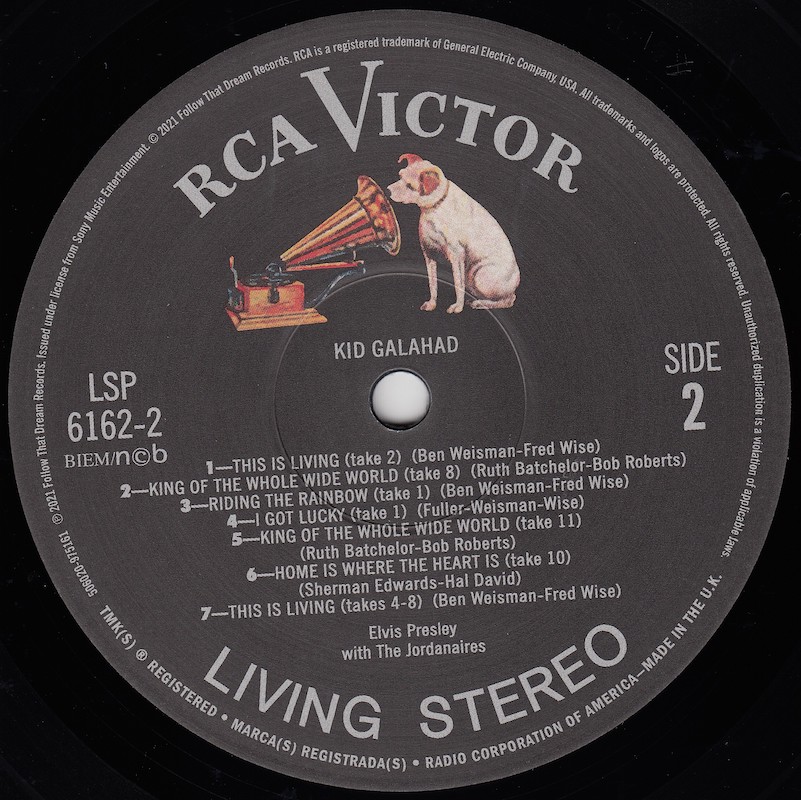 RCA VICTOR
KID GALAHAD
LSP
6162-2
BIEM/n©b
SIDE
2
1—THIS IS LIVING (take 2) (Ben Weisman-Fred Wise)
2—KING OF THE WHOLE WIDE WORLD (take 8) (Ruth Batchelor-Bob Roberts)
3—RIDING THE RAINBOW (take 1) (Ben Weisman-Fred Wise)
4—I GOT LUCKY (take 1) (Fuller-Weisman-Wise)
5—KING OF THE WHOLE WIDE WORLD (take 11)
(Ruth Batchelor-Bob Roberts)
6—HOME IS WHERE THE HEART IS (take 10)
(Sherman Edwards-Hal David)
7—THIS IS LIVING (takes 4-8) (Ben Weisman-Fred Wise)
Elvis Presley
with The Jordanaires
LIVING STEREO
506020-975161 ℗ 2021 Follow That Dream Records. Issued under license from Sony Music Entertainment. © 2021 Follow That Dream Records. RCA is a registered trademark of General Electric Company, USA. All trademarks and logos are protected. All rights reserved. Unauthorized duplication is a violation of applicable laws.
TMK(S) ® REGISTERED • MARCA(S) REGISTRADA(S) • RADIO CORPORATION OF AMERICA—MADE IN THE U.K.